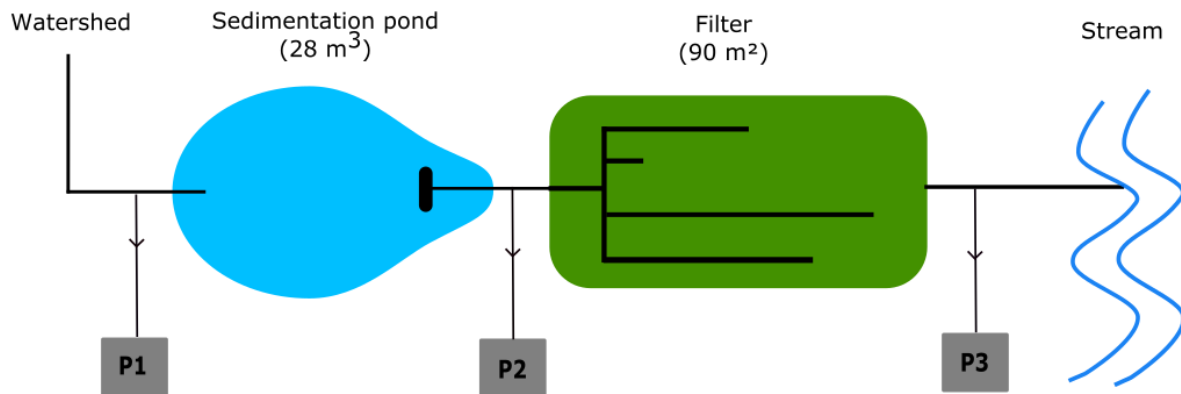 Watershed
Sedimentation pond
(28 m³)
Filter
(90 m²)
Stream
P1
P2
P3